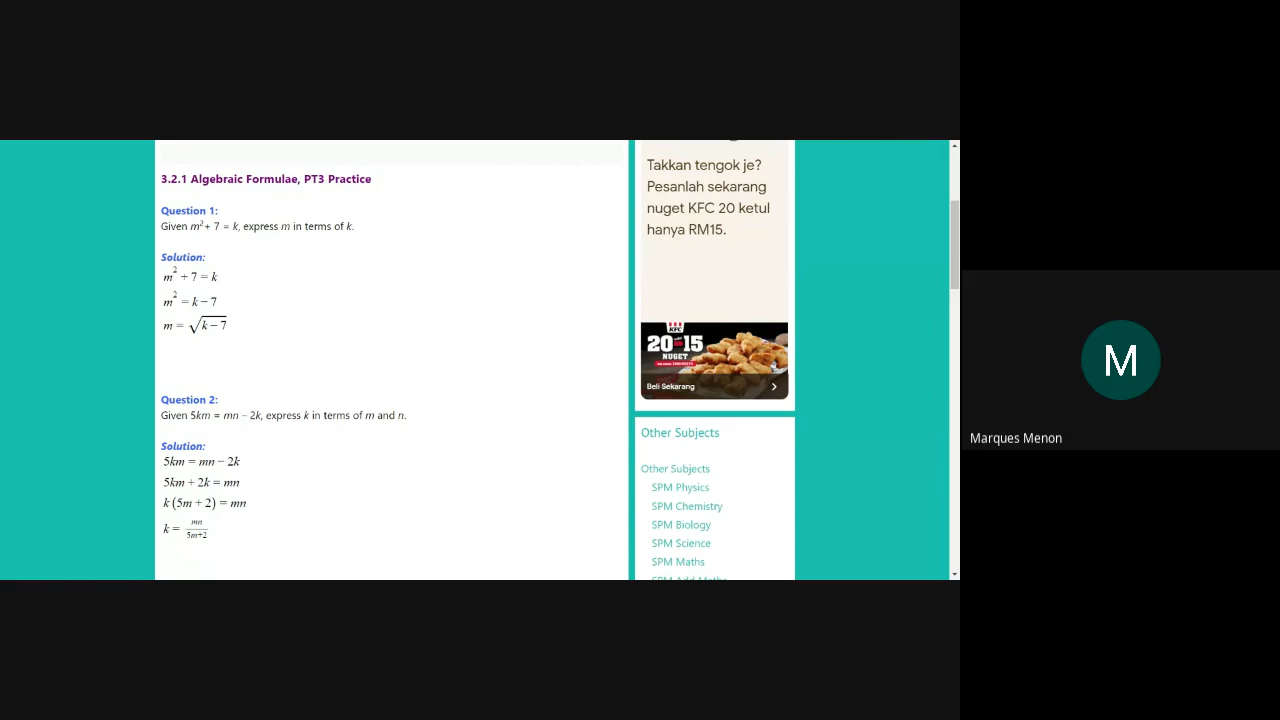 3.2.1 Algebraic Formulae, PT3 Practice
Question 1:
Given m²+ 7 = k, express m in terms of k.
Solution:
m² + 7 = k
m² = k − 7
m = √(k − 7)
Question 2:
Given 5km = mn – 2k, express k in terms of m and n.
Solution:
5km = mn − 2k
5km + 2k = mn
k (5m + 2) = mn
k = mn/5m+2
Takkan tengok je?
Pesanlah sekarang
nuget KFC 20 ketul
hanya RM15.
KFC
20 15
NUGET
Beli Sekarang
Other Subjects
Other Subjects
SPM Physics
SPM Chemistry
SPM Biology
SPM Science
SPM Maths
SPM Add Maths
M
Marques Menon